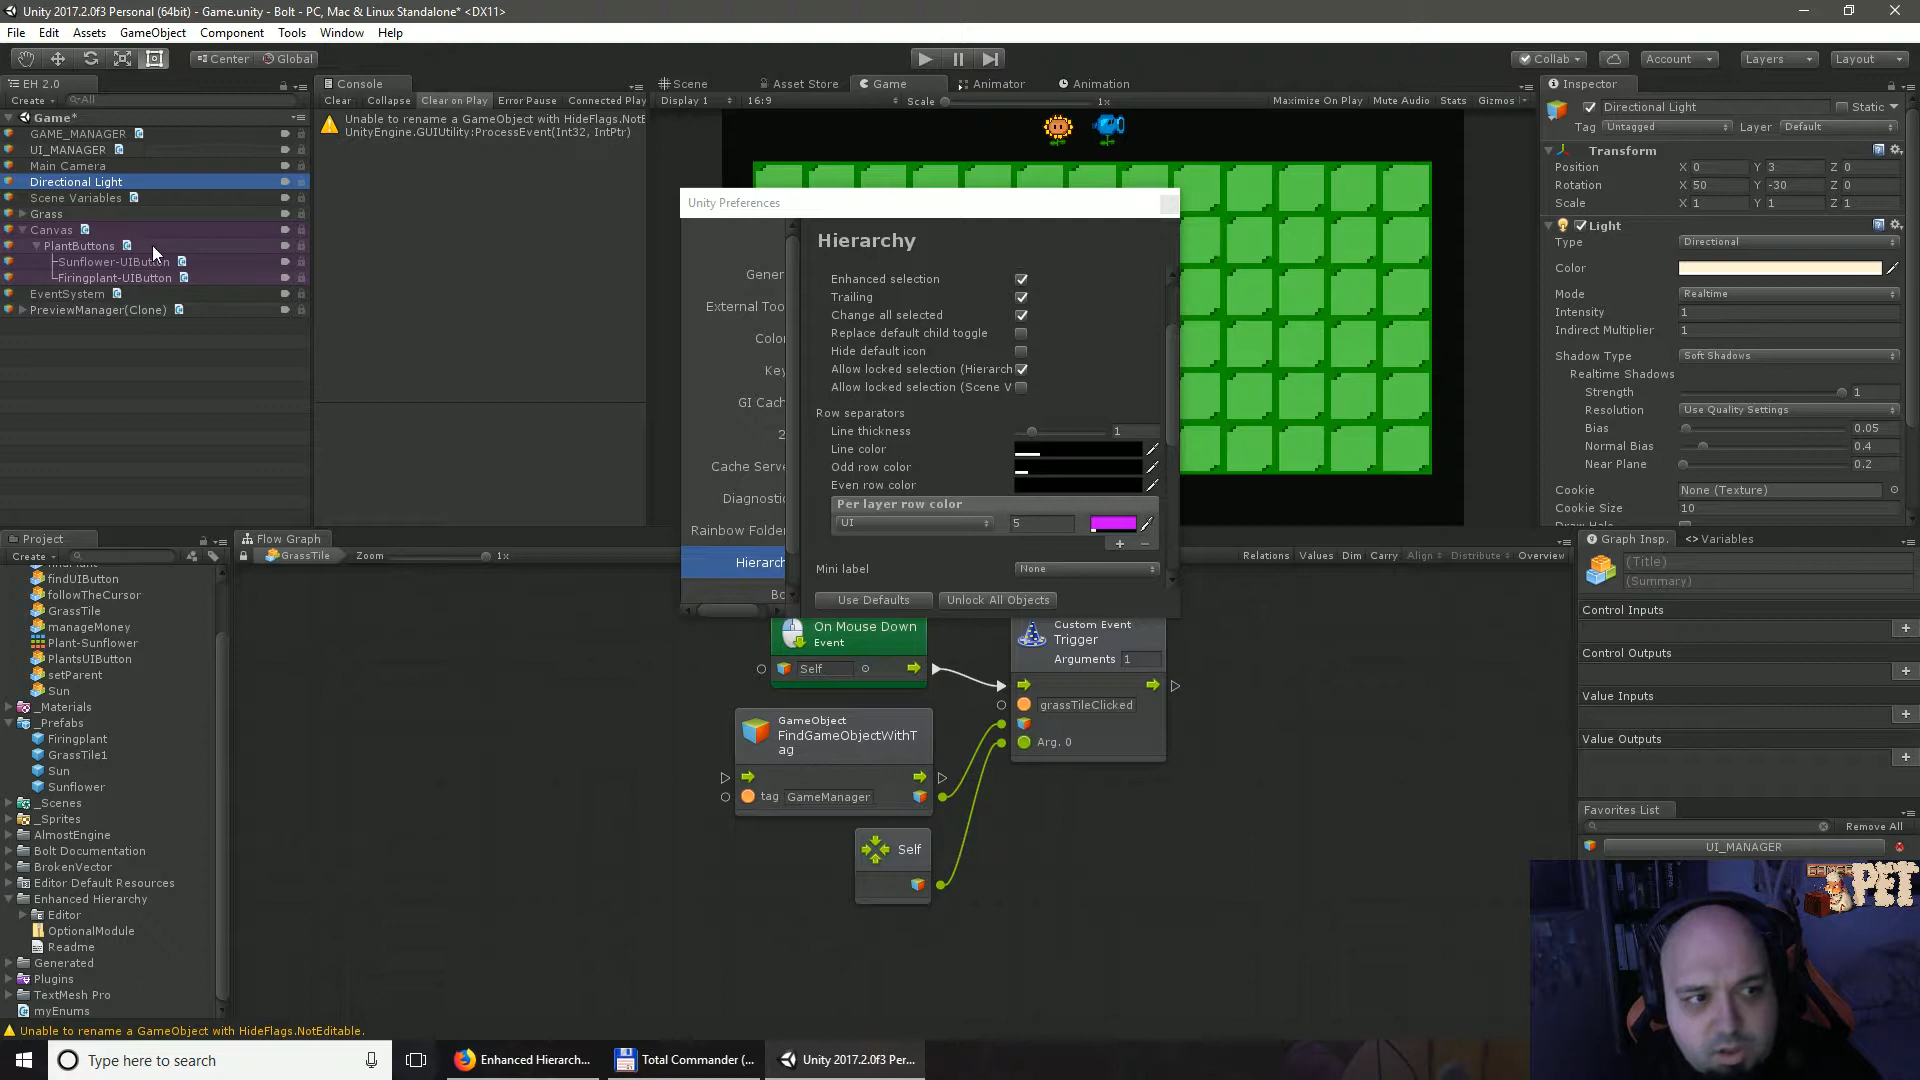 Unity 2017.2.0f3 Personal (64bit) - Game.unity - Bolt - PC, Mac & Linux Standalone* <DX11>
File Edit Assets GameObject Component Tools Window Help
Center Global
Collab Account Layers Layout
EH 2.0
Create All
Game*
GAME_MANAGER
UI_MANAGER
Main Camera
Directional Light
Scene Variables
Grass
Canvas
PlantButtons
Sunflower-UIButton
Firingplant-UIButton
EventSystem
PreviewManager(Clone)
Console
Clear Collapse Clear on Play Error Pause Connected Play
Unable to rename a GameObject with HideFlags.NotE
UnityEngine.GUIUtility:ProcessEvent(Int32, IntPtr)
Scene Asset Store Game Animator Animation
Display 1 16:9 Scale 1x Maximize On Play Mute Audio Stats Gizmos
Unity Preferences
Gener
External Too
Colo
Key
GI Cach
2
Cache Serve
Diagnostic
Rainbow Folder
Hierarch
Bo
Hierarchy
Enhanced selection
Trailing
Change all selected
Replace default child toggle
Hide default icon
Allow locked selection (Hierarch
Allow locked selection (Scene V
Row separators
Line thickness 1
Line color
Odd row color
Even row color
Per layer row color
UI 5
+ −
Mini label None
Use Defaults Unlock All Objects
Inspector
Directional Light Static
Tag Untagged Layer Default
Transform
Position X 0 Y 3 Z 0
Rotation X 50 Y -30 Z 0
Scale X 1 Y 1 Z 1
Light
Type Directional
Color
Mode Realtime
Intensity 1
Indirect Multiplier 1
Shadow Type Soft Shadows
Realtime Shadows
Strength 1
Resolution Use Quality Settings
Bias 0.05
Normal Bias 0.4
Near Plane 0.2
Cookie None (Texture)
Cookie Size 10
Draw Halo
Project
Create
findPlant
findUIButton
followTheCursor
GrassTile
manageMoney
Plant-Sunflower
PlantsUIButton
setParent
Sun
_Materials
_Prefabs
Firingplant
GrassTile1
Sun
Sunflower
_Scenes
_Sprites
AlmostEngine
Bolt Documentation
BrokenVector
Editor Default Resources
Enhanced Hierarchy
Editor
OptionalModule
Readme
Generated
Plugins
TextMesh Pro
myEnums
Flow Graph
GrassTile Zoom 1x Relations Values Dim Carry Align Distribute Overview
On Mouse Down
Event
Self
Custom Event
Trigger
Arguments 1
grassTileClicked
Arg. 0
GameObject
FindGameObjectWithT
ag
tag GameManager
Self
Graph Insp. <> Variables
(Title)
(Summary)
Control Inputs
+
Control Outputs
+
Value Inputs
+
Value Outputs
+
Favorites List
Remove All
UI_MANAGER
PET
Unable to rename a GameObject with HideFlags.NotEditable.
Type here to search
Enhanced Hierarch...
Total Commander (...
Unity 2017.2.0f3 Per...